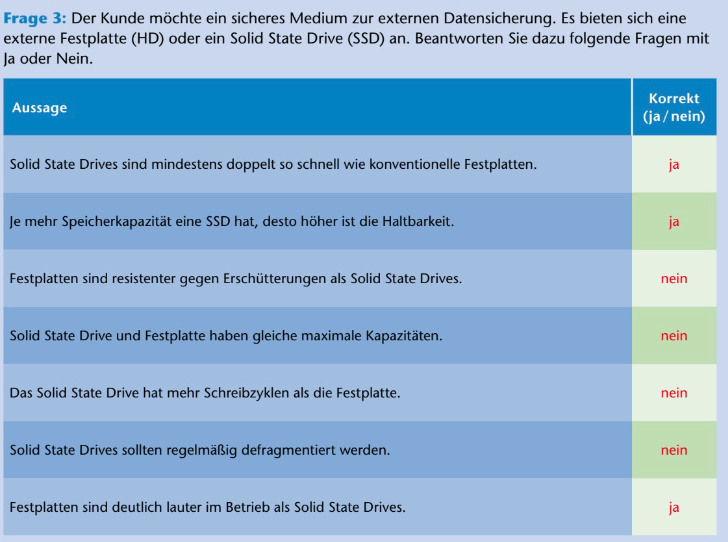 Frage 3: Der Kunde möchte ein sicheres Medium zur externen Datensicherung. Es bieten sich eine
externe Festplatte (HD) oder ein Solid State Drive (SSD) an. Beantworten Sie dazu folgende Fragen mit
Ja oder Nein.
Aussage
Korrekt
(ja / nein)
Solid State Drives sind mindestens doppelt so schnell wie konventionelle Festplatten.
ja
Je mehr Speicherkapazität eine SSD hat, desto höher ist die Haltbarkeit.
ja
Festplatten sind resistenter gegen Erschütterungen als Solid State Drives.
nein
Solid State Drive und Festplatte haben gleiche maximale Kapazitäten.
nein
Das Solid State Drive hat mehr Schreibzyklen als die Festplatte.
nein
Solid State Drives sollten regelmäßig defragmentiert werden.
nein
Festplatten sind deutlich lauter im Betrieb als Solid State Drives.
ja